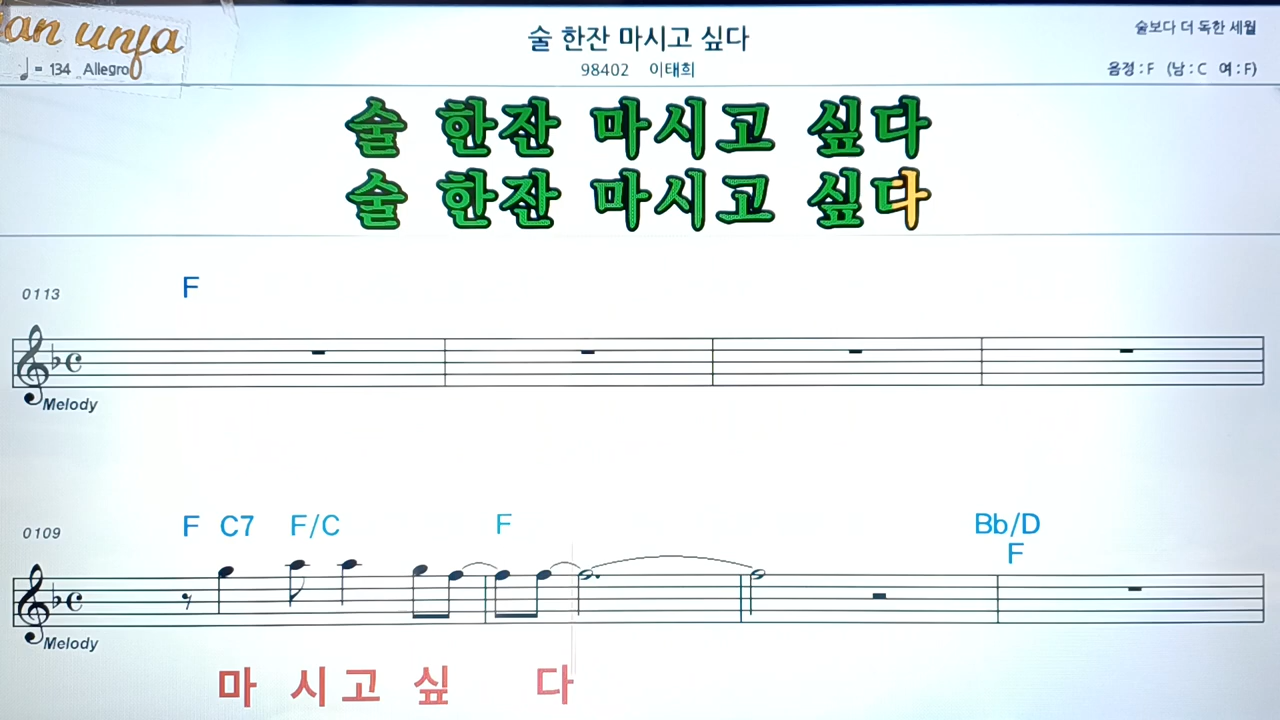 술 한잔 마시고 싶다
술보다 더 독한 세월
♩= 134 Allegro
98402 이태희
음정 : F (남 : C 여 : F)
술 한잔 마시고 싶다
술 한잔 마시고 싶다
0113 F
Melody
0109 F C7 F/C F Bb/D
F
Melody
마 시 고 싶 다